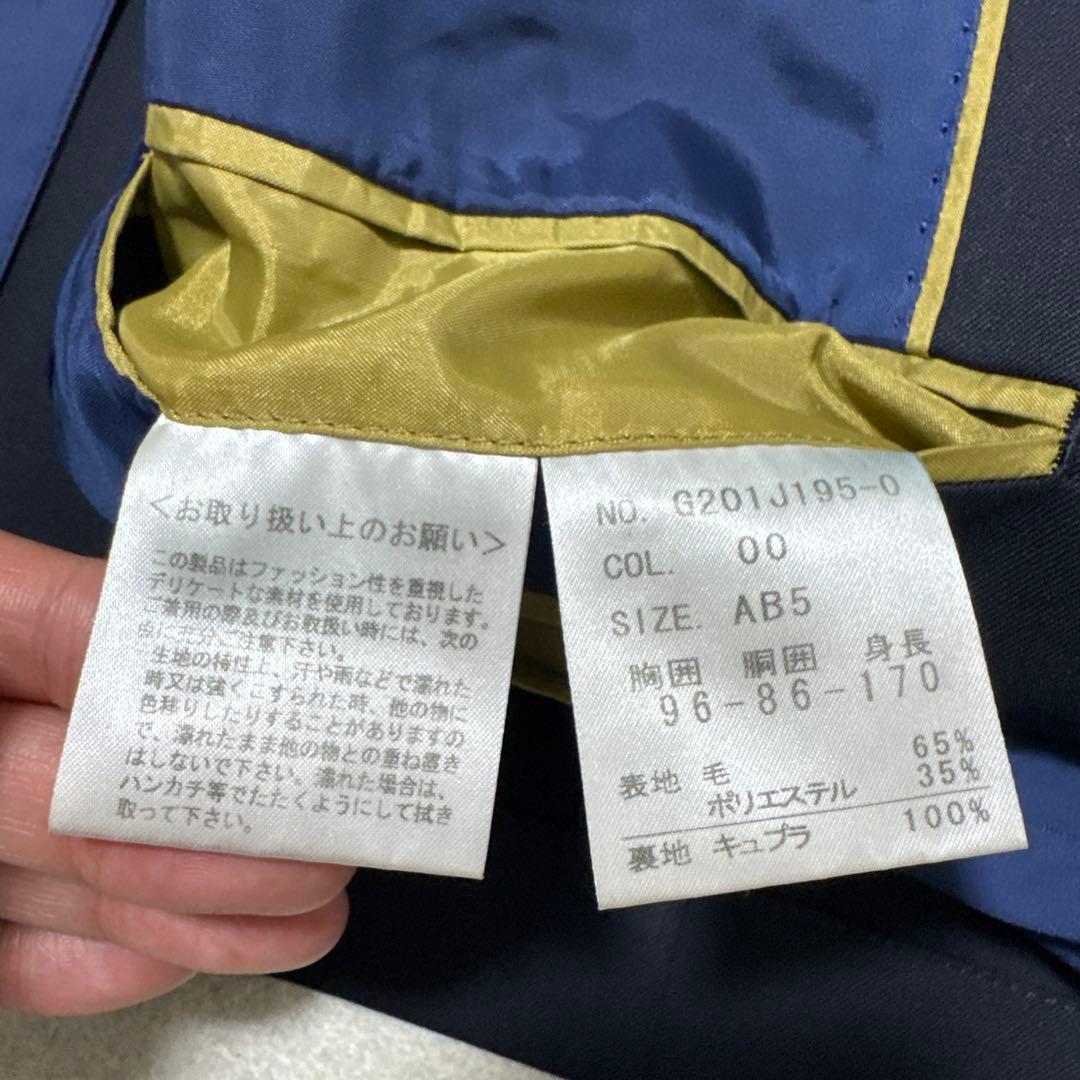 ＜お取り扱い上のお願い＞
この製品はファッション性を重視した
デリケートな素材を使用しております。
着用の際及びお取扱い時には、次の
点に十分ご注意下さい。
生地の特性上、汗や雨などで濡れた
時又は強くこすられた時、他の物に
色移りしたりすることがありますの
で、濡れたまま他の物との重ね置き
はしないで下さい。濡れた場合は、
ハンカチ等でたたくようにして拭き
取って下さい。
NO. G201J195-0
COL. 00
SIZE. AB5
胸囲 胴囲 身長
96-86-170
表地 毛 65%
ポリエステル 35%
裏地 キュプラ 100%